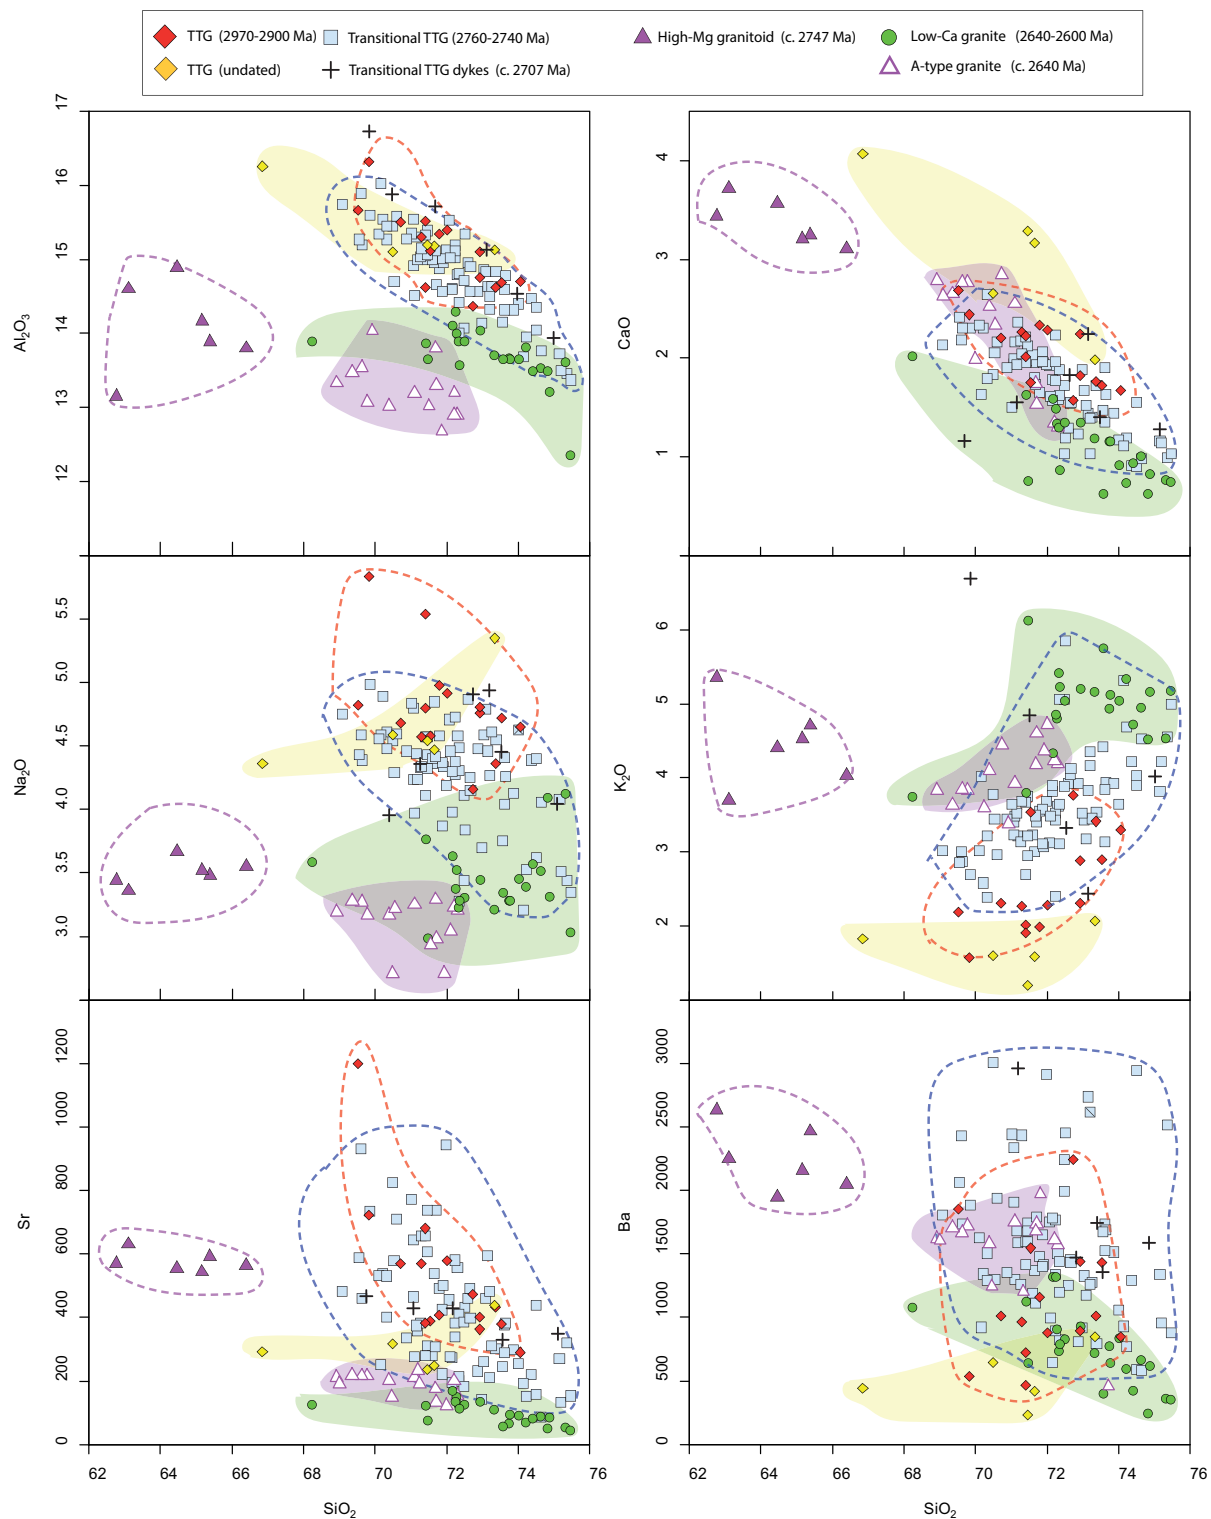 TTG (2970-2900 Ma) Transitional TTG (2760-2740 Ma) High-Mg granitoid (c. 2747 Ma) Low-Ca granite (2640-2600 Ma)
TTG (undated) Transitional TTG dykes (c. 2707 Ma) A-type granite (c. 2640 Ma)
17
16
15
14
13
12
Al2O3
4
3
2
1
CaO
5.5
5.0
4.5
4.0
3.5
3.0
Na2O
6
5
4
3
2
K2O
1200
1000
800
600
400
200
0
Sr
3000
2500
2000
1500
1000
500
0
Ba
62 64 66 68 70 72 74 76
SiO2
62 64 66 68 70 72 74 76
SiO2